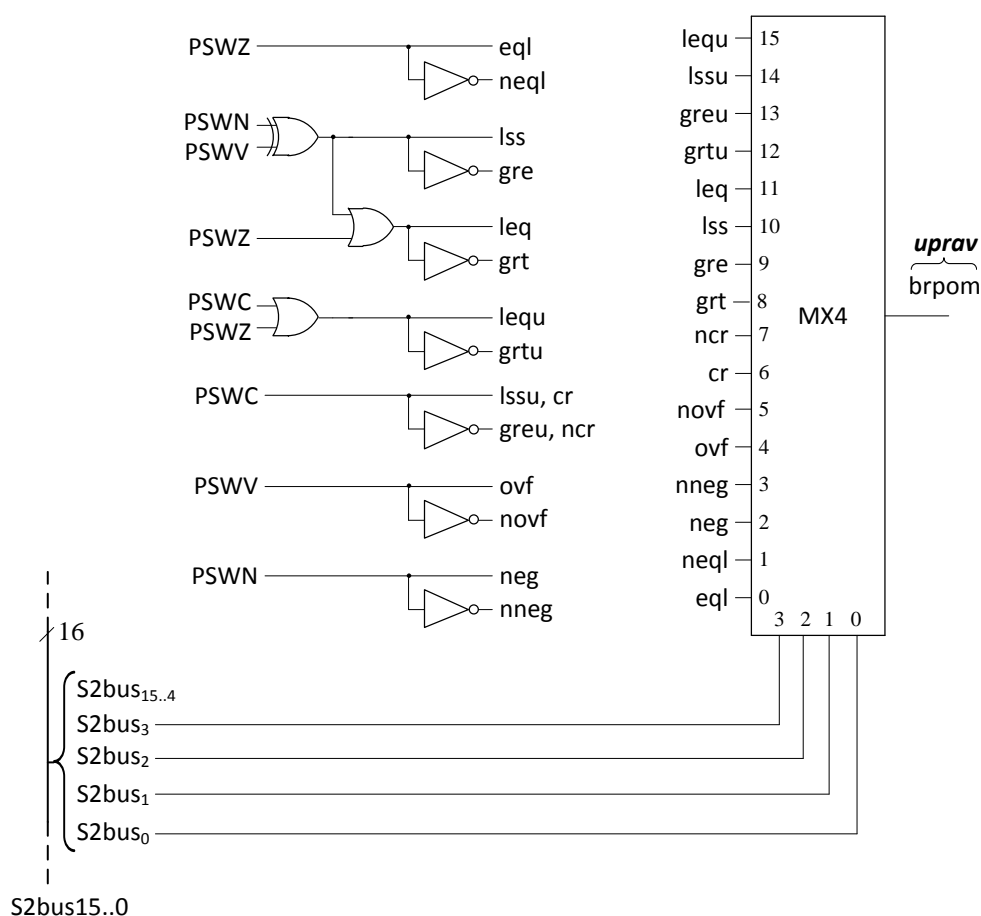 PSWZ
eql
neql
PSWN
PSWV
lss
gre
PSWZ
leq
grt
PSWC
PSWZ
lequ
grtu
PSWC
lssu, cr
greu, ncr
PSWV
ovf
novf
PSWN
neg
nneg
lequ 15
lssu 14
greu 13
grtu 12
leq 11
lss 10
gre 9
grt 8
ncr 7
cr 6
novf 5
ovf 4
nneg 3
neg 2
neql 1
eql 0
3 2 1 0
MX4
uprav
brpom
16
S2bus15..4
S2bus3
S2bus2
S2bus1
S2bus0
S2bus15..0